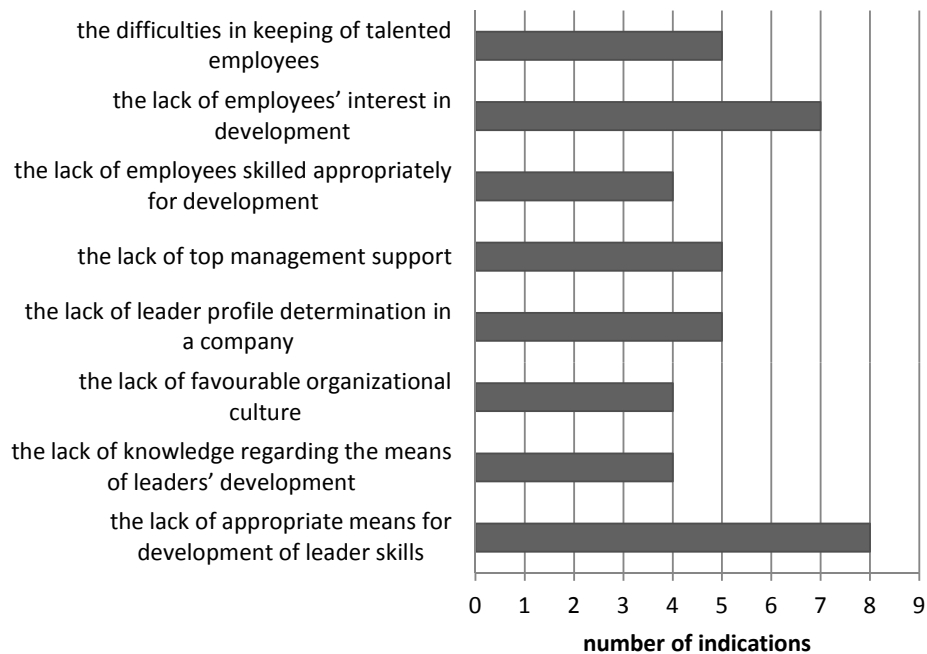 the difficulties in keeping of talented
employees
the lack of employees’ interest in
development
the lack of employees skilled appropriately
for development
the lack of top management support
the lack of leader profile determination in
a company
the lack of favourable organizational
culture
the lack of knowledge regarding the means
of leaders’ development
the lack of appropriate means for
development of leader skills
0 1 2 3 4 5 6 7 8 9
number of indications